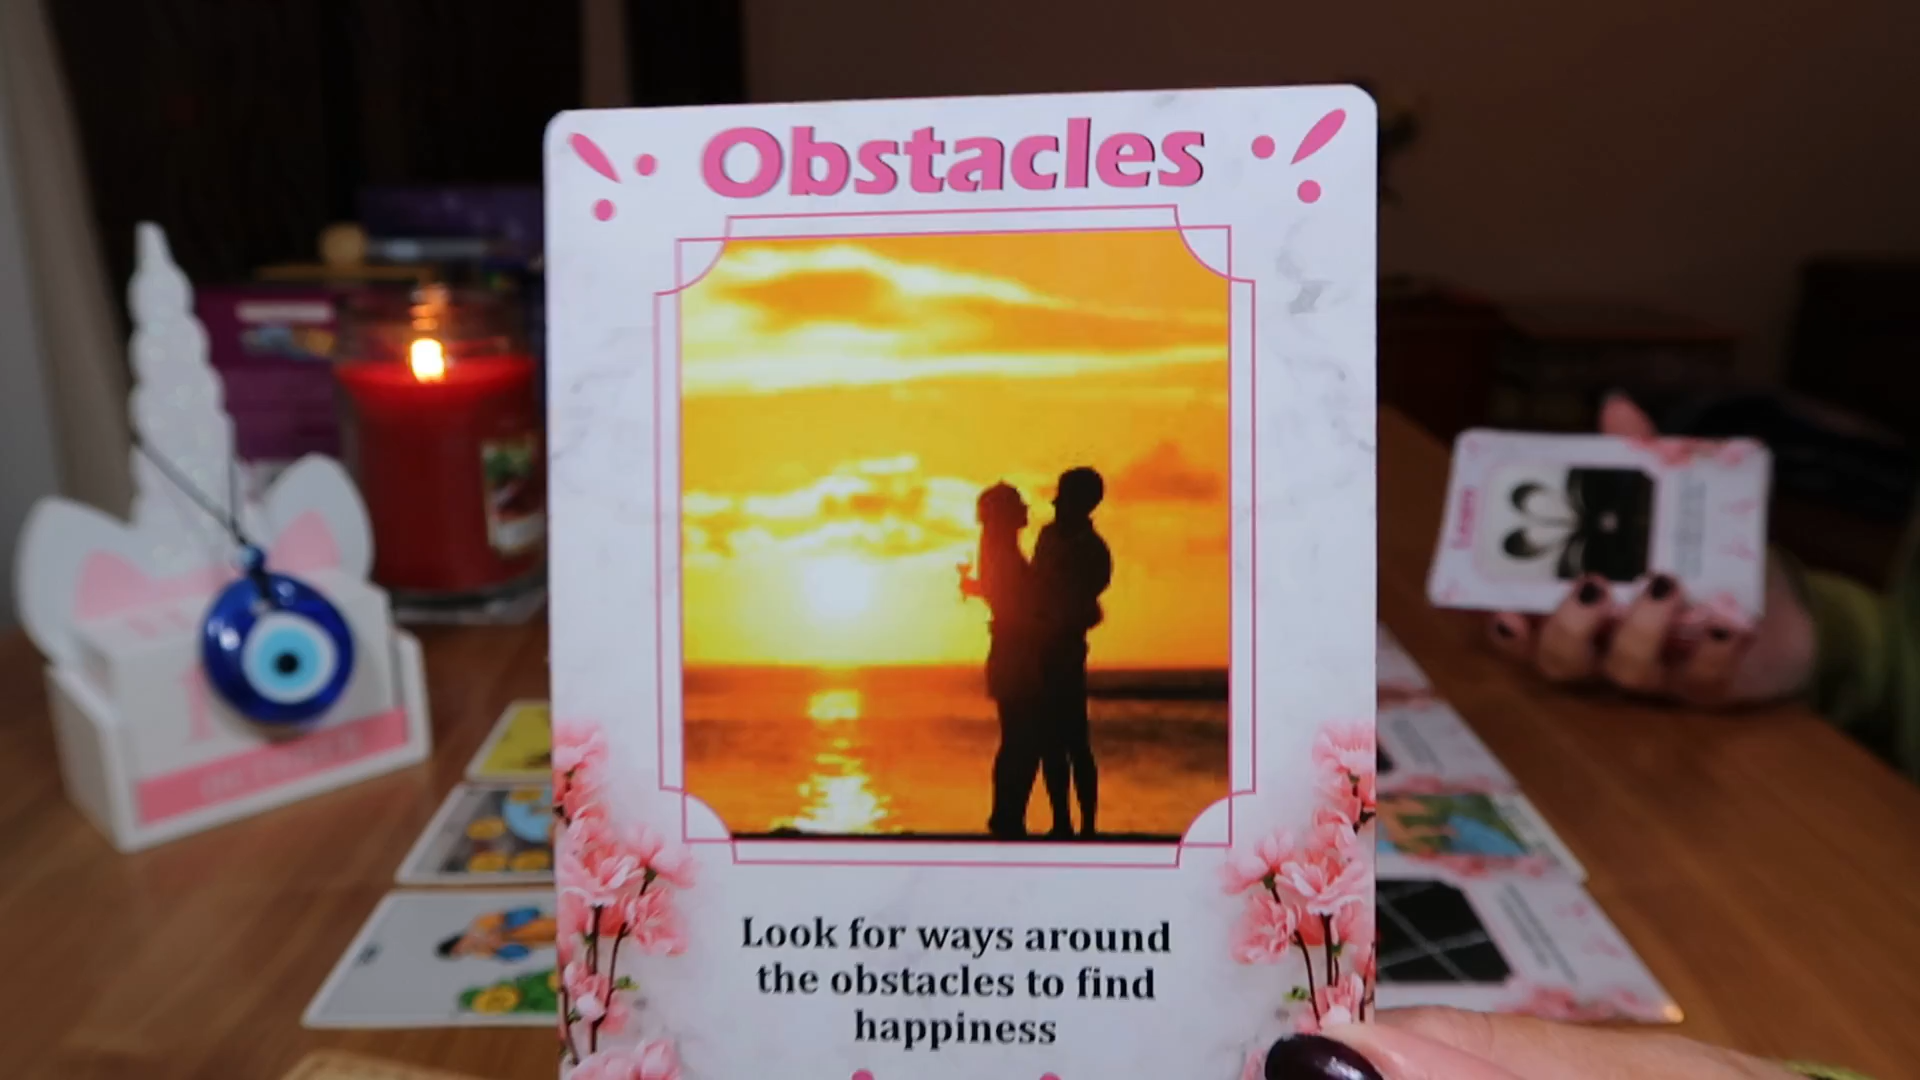 Obstacles
Look for ways around
the obstacles to find
happiness